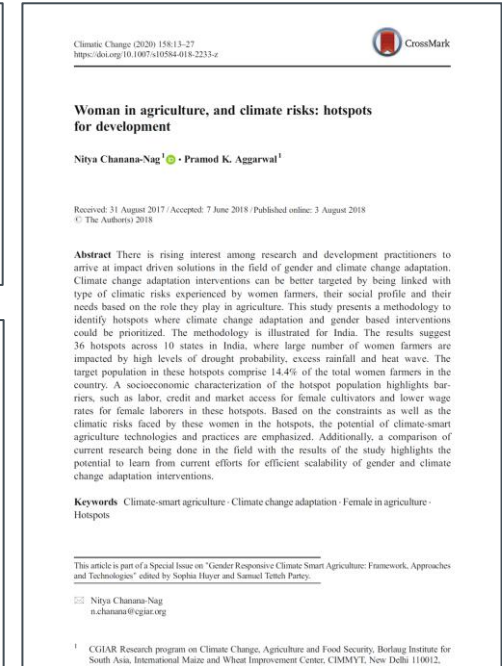 Climatic Change (2020) 158:13–27
https://doi.org/10.1007/s10584-018-2233-z
CrossMark
Woman in agriculture, and climate risks: hotspots
for development
Nitya Chanana-Nag 1 · Pramod K. Aggarwal 1
Received: 31 August 2017 / Accepted: 7 June 2018 / Published online: 3 August 2018
© The Author(s) 2018
Abstract There is rising interest among research and development practitioners to
arrive at impact driven solutions in the field of gender and climate change adaptation.
Climate change adaptation interventions can be better targeted by being linked with
type of climatic risks experienced by women farmers, their social profile and their
needs based on the role they play in agriculture. This study presents a methodology to
identify hotspots where climate change adaptation and gender based interventions
could be prioritized. The methodology is illustrated for India. The results suggest
36 hotspots across 10 states in India, where large number of women farmers are
impacted by high levels of drought probability, excess rainfall and heat wave. The
target population in these hotspots comprise 14.4% of the total women farmers in the
country. A socioeconomic characterization of the hotspot population highlights bar-
riers, such as labor, credit and market access for female cultivators and lower wage
rates for female laborers in these hotspots. Based on the constraints as well as the
climatic risks faced by these women in the hotspots, the potential of climate-smart
agriculture technologies and practices are emphasized. Additionally, a comparison of
current research being done in the field with the results of the study highlights the
potential to learn from current efforts for efficient scalability of gender and climate
change adaptation interventions.
Keywords Climate-smart agriculture · Climate change adaptation · Female in agriculture ·
Hotspots
This article is part of a Special Issue on "Gender Responsive Climate Smart Agriculture: Framework, Approaches
and Technologies" edited by Sophia Huyer and Samuel Tetteh Partey.
Nitya Chanana-Nag
n.chanana@cgiar.org
1 CGIAR Research program on Climate Change, Agriculture and Food Security, Borlaug Institute for
South Asia, International Maize and Wheat Improvement Center, CIMMYT, New Delhi 110012,